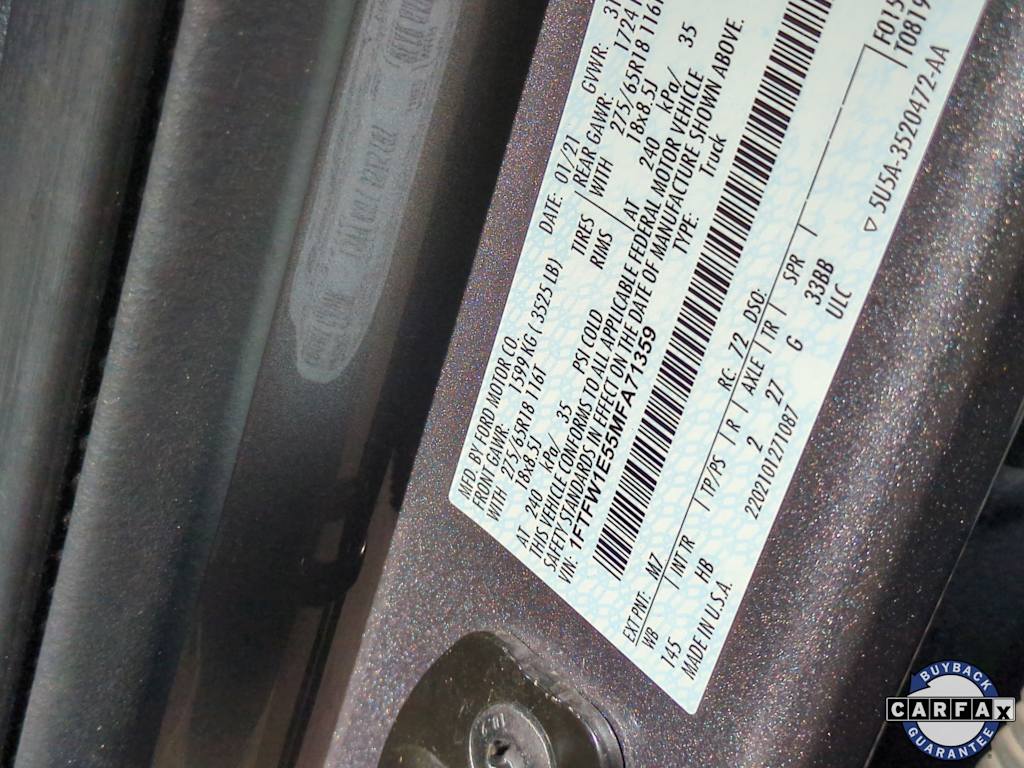 MFD. BY FORD MOTOR CO.
DATE: 01/21
GVWR:
FRONT GAWR: 1599 KG ( 3525 LB)
REAR GAWR:
WITH 275/65R18 116T TIRES
WITH 275/65R18 116T
18x8.5J RIMS
18x8.5J
AT 240 kPa/ 35 PSI COLD
AT 240 kPa/ 35
THIS VEHICLE CONFORMS TO ALL APPLICABLE FEDERAL MOTOR VEHICLE
SAFETY STANDARDS IN EFFECT ON THE DATE OF MANUFACTURE SHOWN ABOVE.
VIN: 1FTFW1E55MFA71359
TYPE: Truck
EXT PNT: M7 RC: 72 DSO:
WB INT TR TP/PS R AXLE TR SPR
145 HB 2 27 G 33BB
MADE IN U.S.A. 220210127108​7 ULC
F015
T0819
▽ 5U5A-3520472-AA
BUYBACK
CARFAX
GUARANTEE